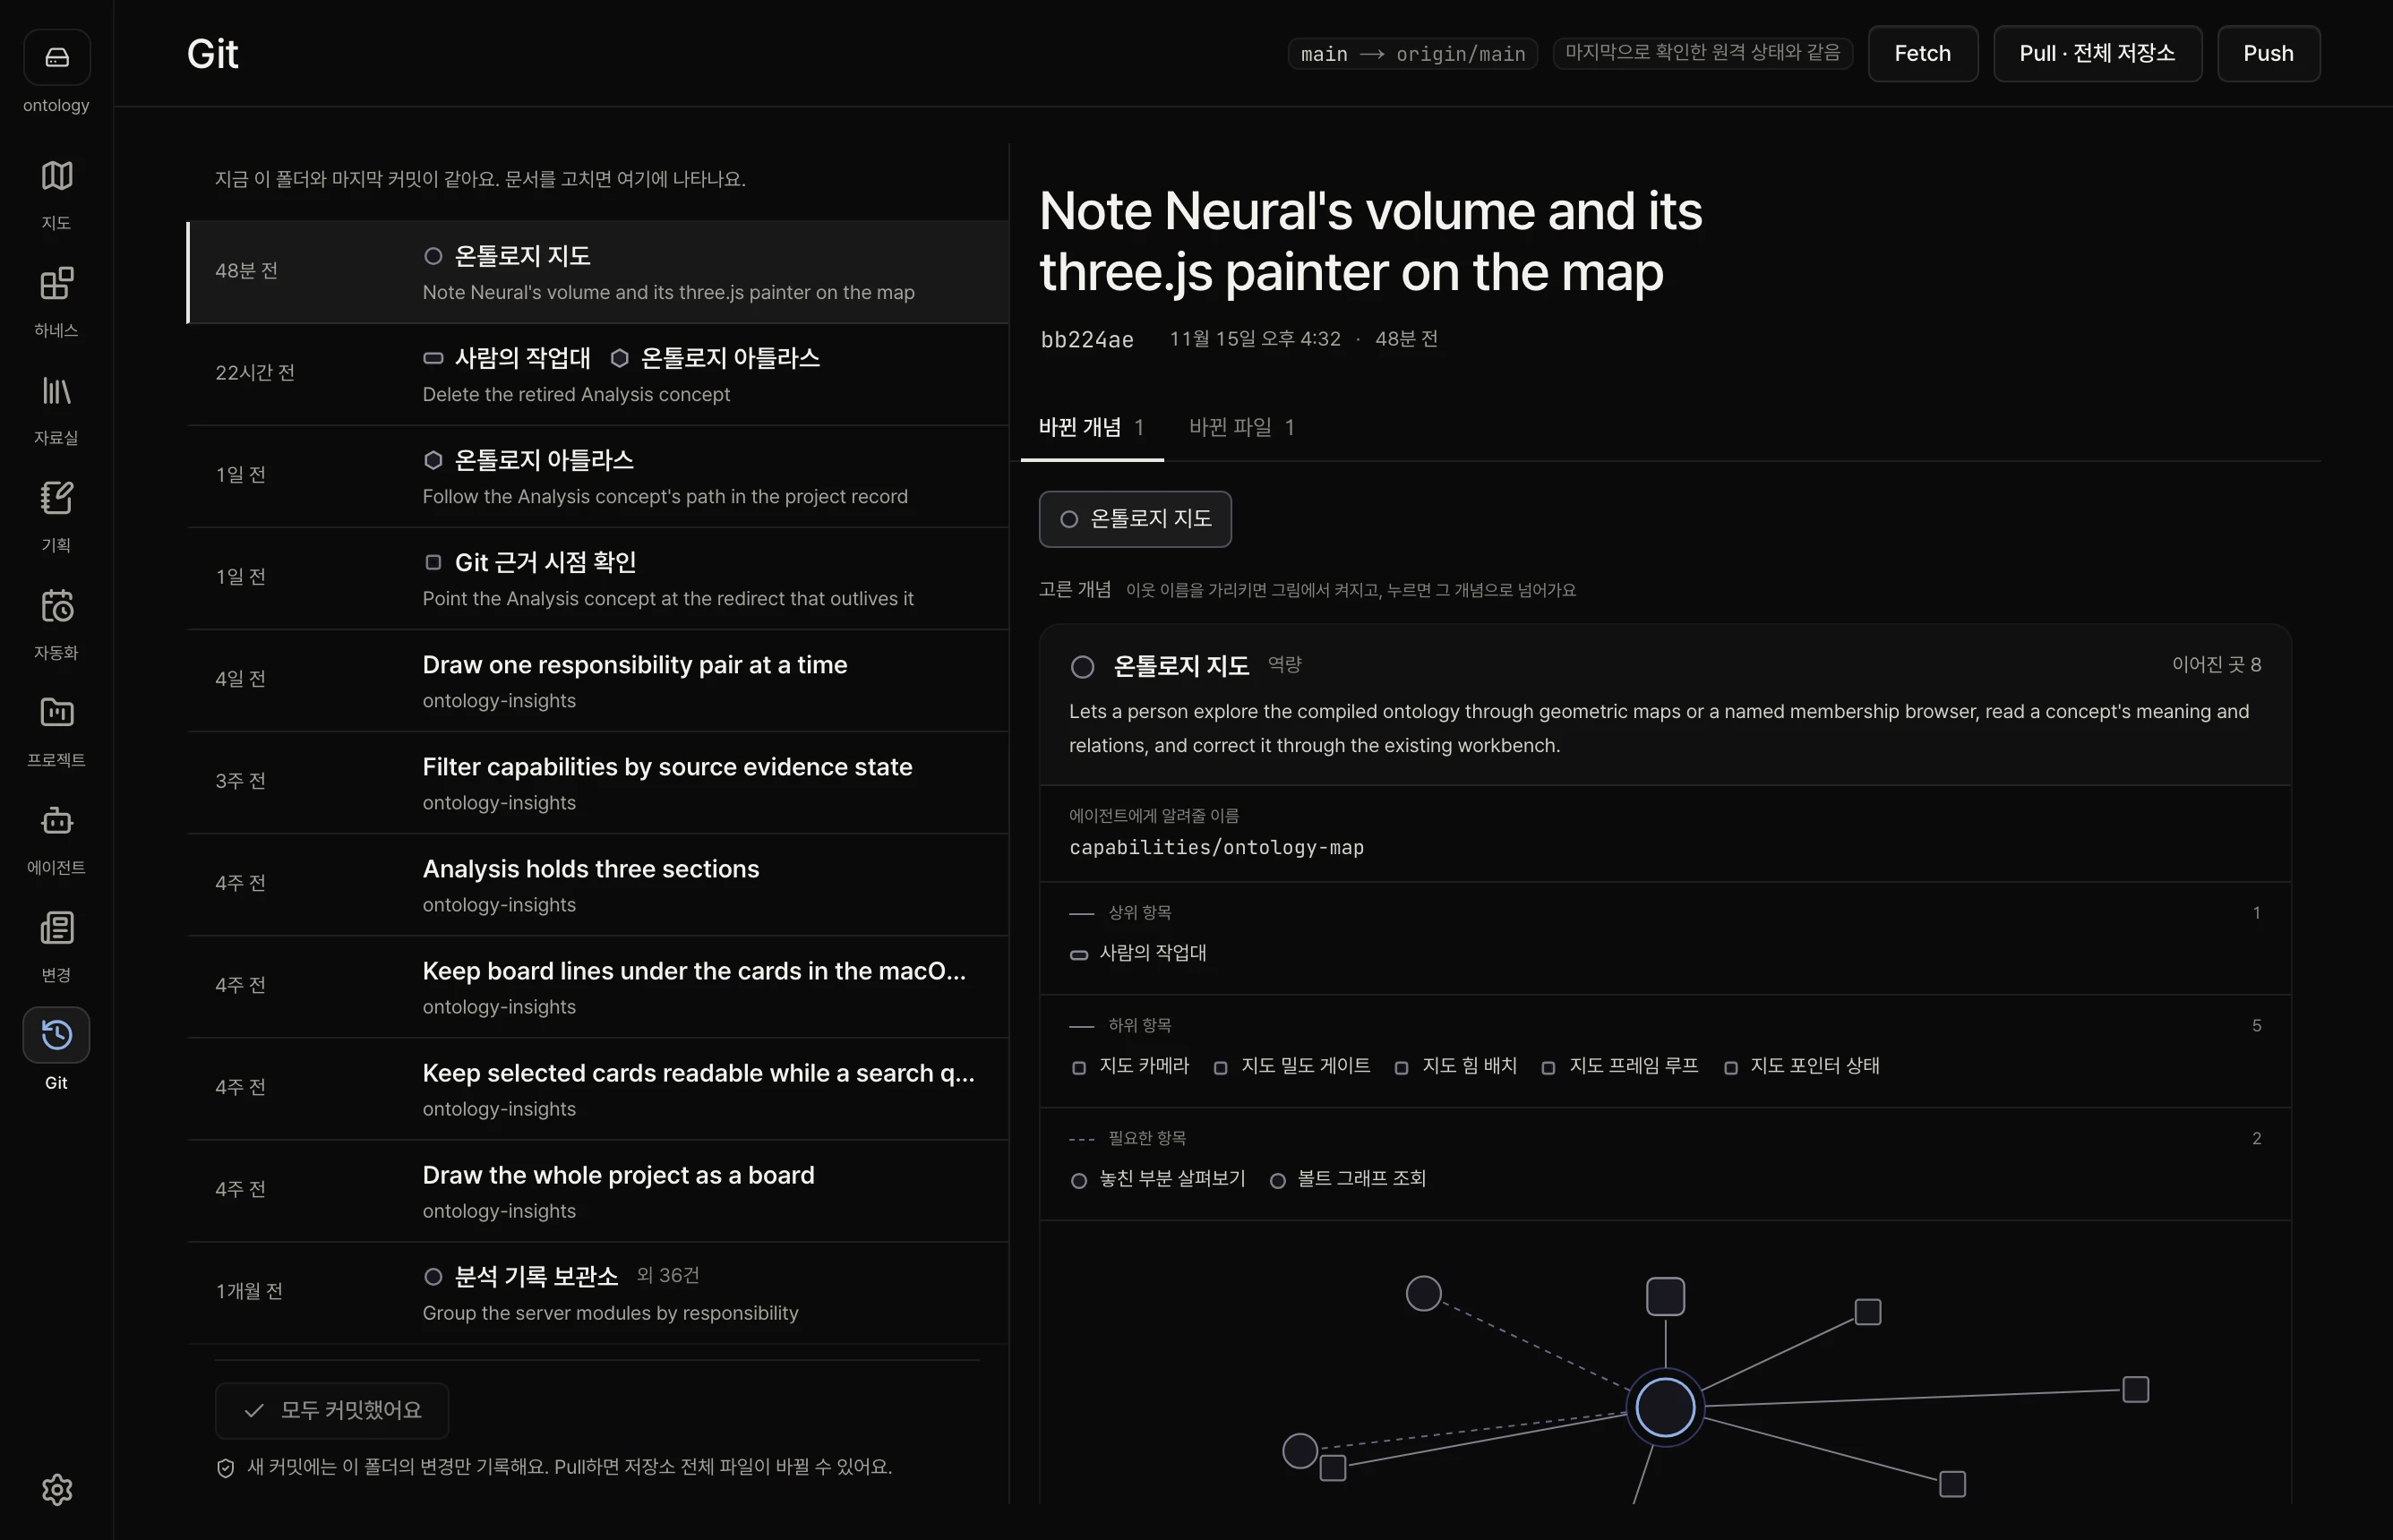 ontology
지도
하네스
자료실
기획
자동화
프로젝트
에이전트
변경
Git
Git
main → origin/main
마지막으로 확인한 원격 상태와 같음
Fetch
Pull · 전체 저장소
Push
지금 이 폴더와 마지막 커밋이 같아요. 문서를 고치면 여기에 나타나요.
48분 전
온톨로지 지도
Note Neural's volume and its three.js painter on the map
22시간 전
사람의 작업대 온톨로지 아틀라스
Delete the retired Analysis concept
1일 전
온톨로지 아틀라스
Follow the Analysis concept's path in the project record
1일 전
Git 근거 시점 확인
Point the Analysis concept at the redirect that outlives it
4일 전
Draw one responsibility pair at a time
ontology-insights
3주 전
Filter capabilities by source evidence state
ontology-insights
4주 전
Analysis holds three sections
ontology-insights
4주 전
Keep board lines under the cards in the macO...
ontology-insights
4주 전
Keep selected cards readable while a search q...
ontology-insights
4주 전
Draw the whole project as a board
ontology-insights
1개월 전
분석 기록 보관소 외 36건
Group the server modules by responsibility
모두 커밋했어요
새 커밋에는 이 폴더의 변경만 기록해요. Pull하면 저장소 전체 파일이 바뀔 수 있어요.
Note Neural's volume and its
three.js painter on the map
bb224ae 11월 15일 오후 4:32 · 48분 전
바뀐 개념 1 바뀐 파일 1
온톨로지 지도
고른 개념 이웃 이름을 가리키면 그림에서 켜지고, 누르면 그 개념으로 넘어가요
온톨로지 지도 역량 이어진 곳 8
Lets a person explore the compiled ontology through geometric maps or a named membership browser, read a concept's meaning and
relations, and correct it through the existing workbench.
에이전트에게 알려줄 이름
capabilities/ontology-map
상위 항목 1
사람의 작업대
하위 항목 5
지도 카메라 지도 밀도 게이트 지도 힘 배치 지도 프레임 루프 지도 포인터 상태
필요한 항목 2
놓친 부분 살펴보기 볼트 그래프 조회